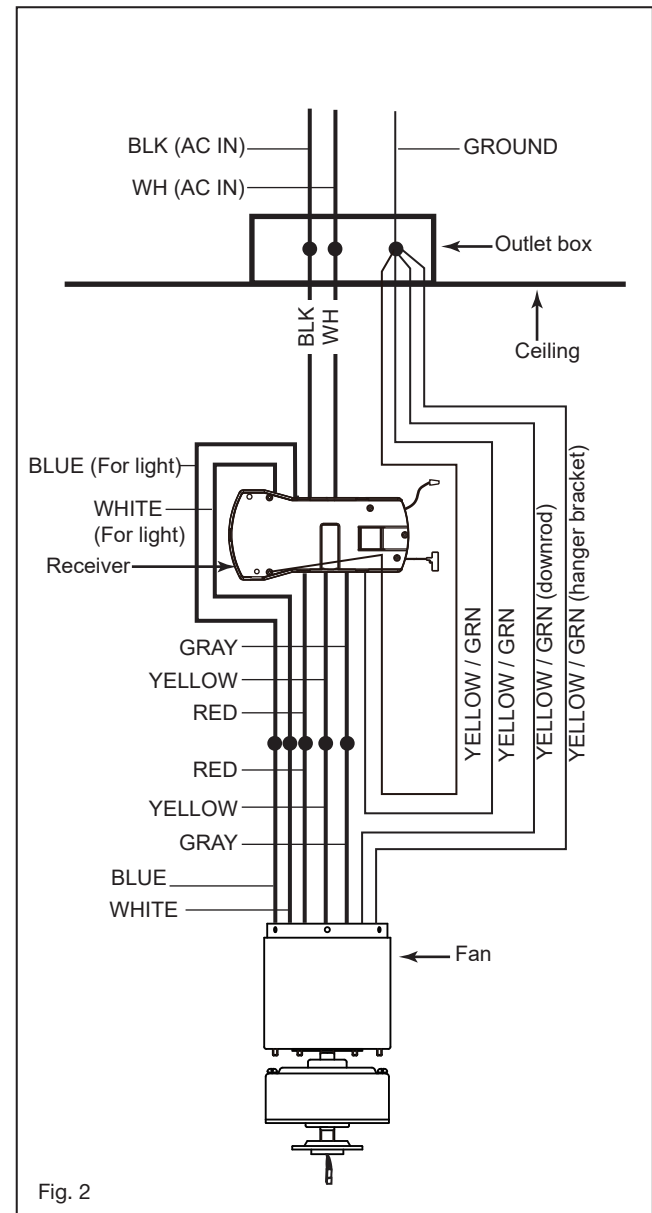 BLK (AC IN)
GROUND
WH (AC IN)
Outlet box
BLK
WH
Ceiling
BLUE (For light)
WHITE
(For light)
Receiver
GRAY
YELLOW
RED
YELLOW / GRN
YELLOW / GRN
YELLOW / GRN (downrod)
YELLOW / GRN (hanger bracket)
RED
YELLOW
GRAY
BLUE
WHITE
Fan
Fig. 2